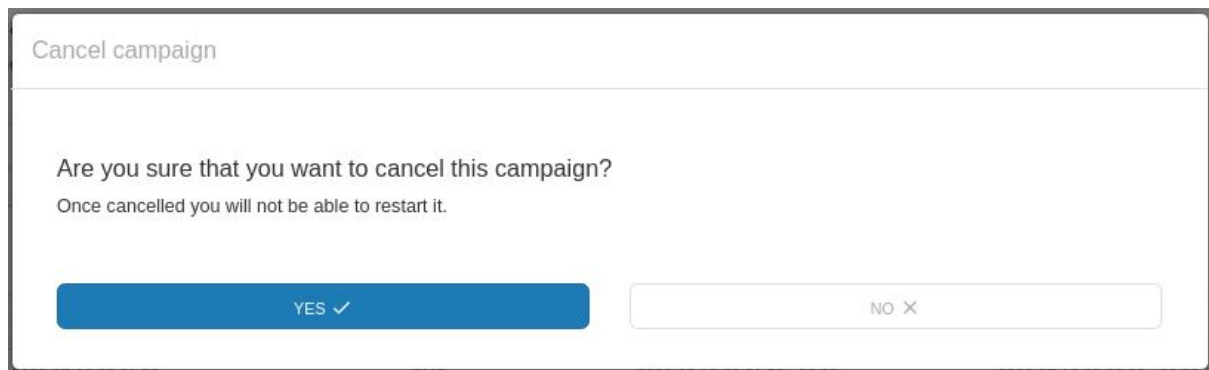 Cancel campaign
Are you sure that you want to cancel this campaign?
Once cancelled you will not be able to restart it.
YES
NO